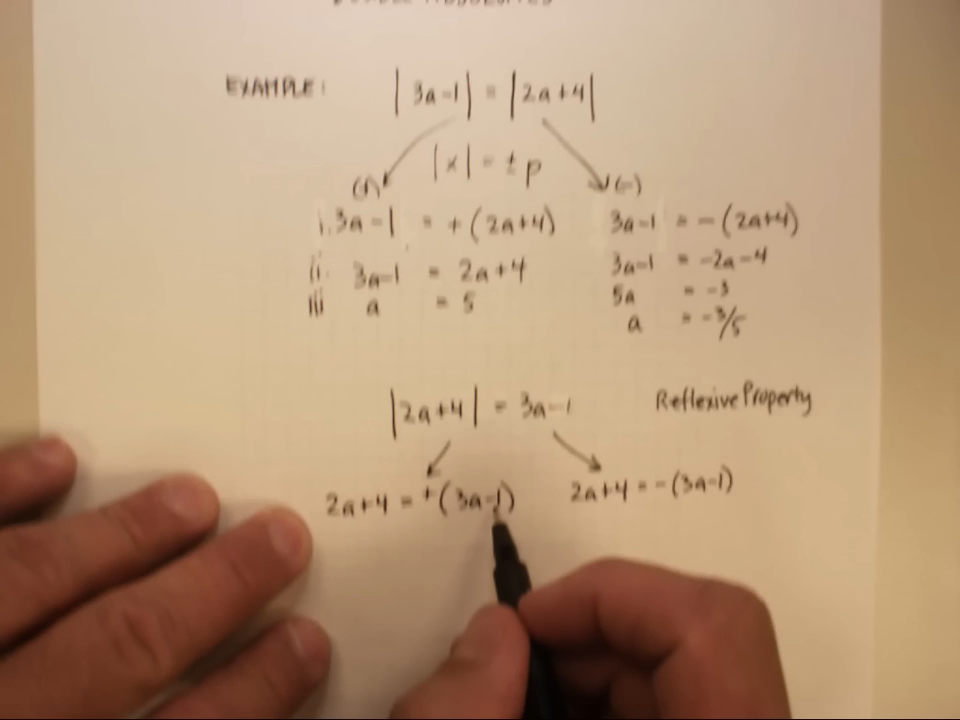 EXAMPLE: |3a-1| = |2a+4|
|x| = ± p
(+) (-)
i. 3a-1 = +(2a+4) 3a-1 = -(2a+4)
ii. 3a-1 = 2a+4 3a-1 = -2a-4
iii a = 5 5a = -3
a = -3/5
|2a+4| = 3a-1 Reflexive Property
2a+4 = +(3a-1) 2a+4 = -(3a-1)